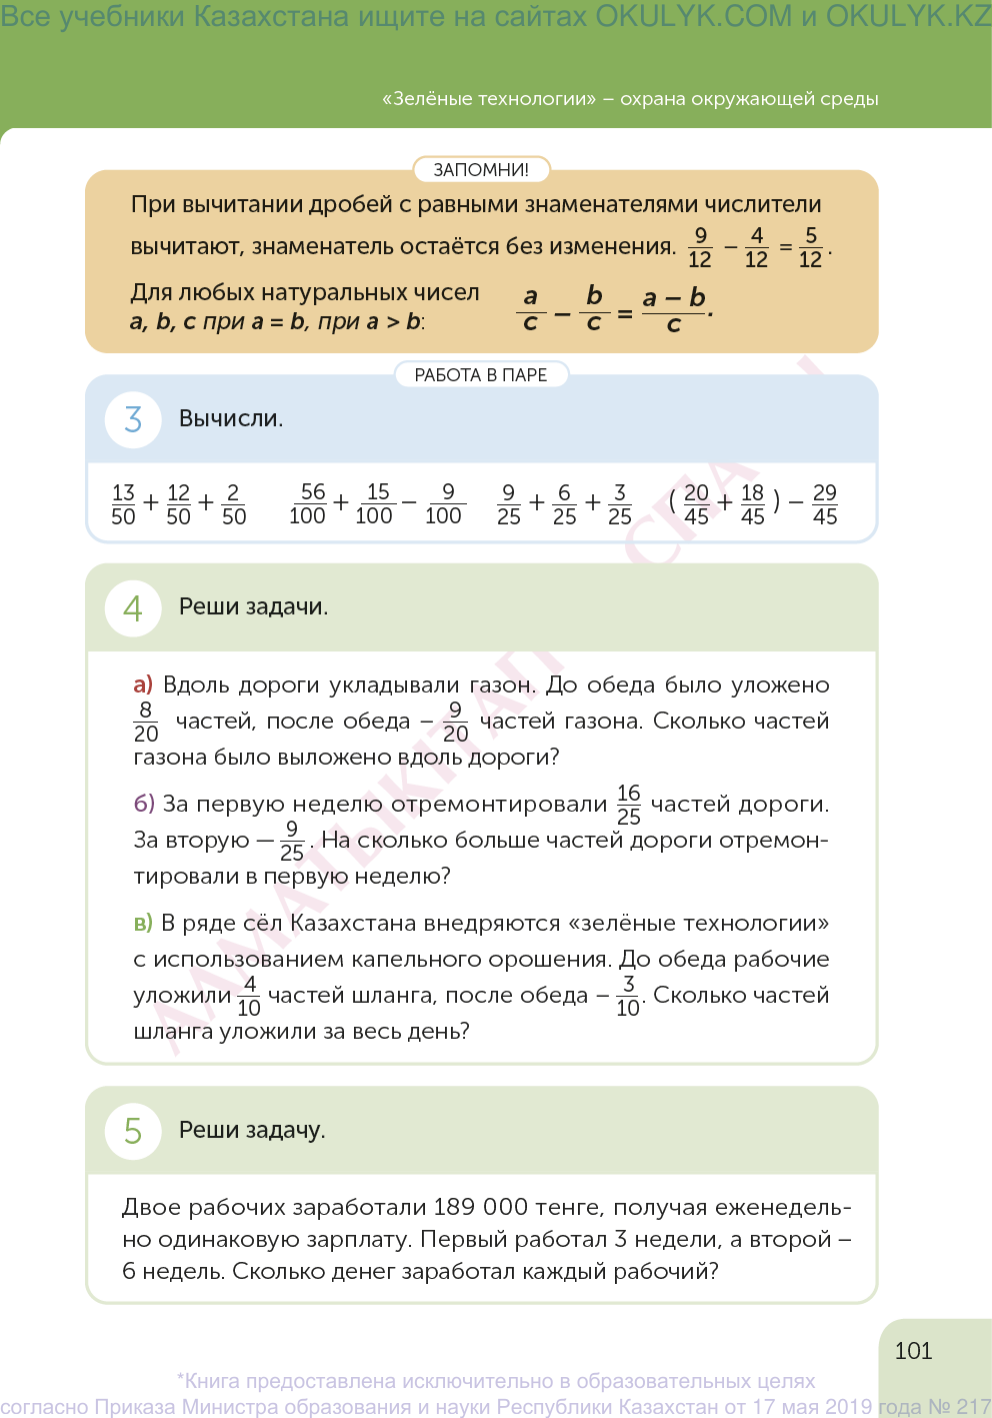 Все учебники Казахстана ищите на сайтах OKULYK.COM и OKULYK.KZ
«Зелёные технологии» – охрана окружающей среды
ЗАПОМНИ!
При вычитании дробей с равными знаменателями числители
вычитают, знаменатель остаётся без изменения. 9/12 – 4/12 = 5/12.
Для любых натуральных чисел
a, b, c при a = b, при a > b: a/c – b/c = a – b/c.
РАБОТА В ПАРЕ
3 Вычисли.
13/50 + 12/50 + 2/50 56/100 + 15/100 – 9/100 9/25 + 6/25 + 3/25 (20/45 + 18/45) – 29/45
4 Реши задачи.
а) Вдоль дороги укладывали газон. До обеда было уложено
8/20 частей, после обеда – 9/20 частей газона. Сколько частей
газона было выложено вдоль дороги?
б) За первую неделю отремонтировали 16/25 частей дороги.
За вторую — 9/25. На сколько больше частей дороги отремон-
тировали в первую неделю?
в) В ряде сёл Казахстана внедряются «зелёные технологии»
с использованием капельного орошения. До обеда рабочие
уложили 4/10 частей шланга, после обеда – 3/10. Сколько частей
шланга уложили за весь день?
5 Реши задачу.
Двое рабочих заработали 189 000 тенге, получая еженедель-
но одинаковую зарплату. Первый работал 3 недели, а второй –
6 недель. Сколько денег заработал каждый рабочий?
101
*Книга предоставлена исключительно в образовательных целях
согласно Приказа Министра образования и науки Республики Казахстан от 17 мая 2019 года № 217